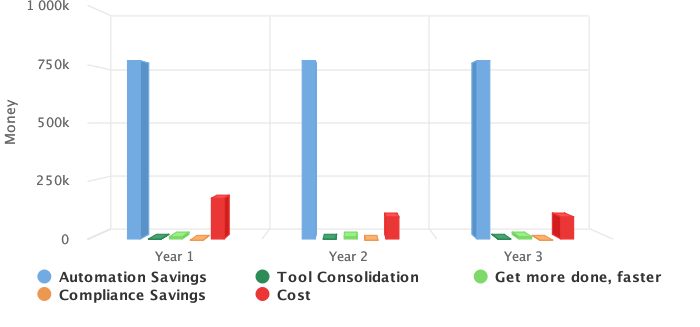 1 000k
750k
500k
250k
0
Money
Year 1 Year 2 Year 3
Automation Savings Tool Consolidation Get more done, faster
Compliance Savings Cost